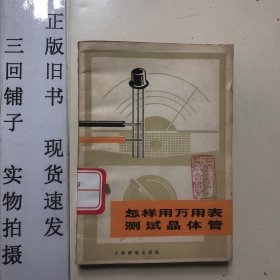 正版旧书 现货速发
三回铺子 实物拍摄
怎样用万用表
测试晶体管
人民邮电出版社